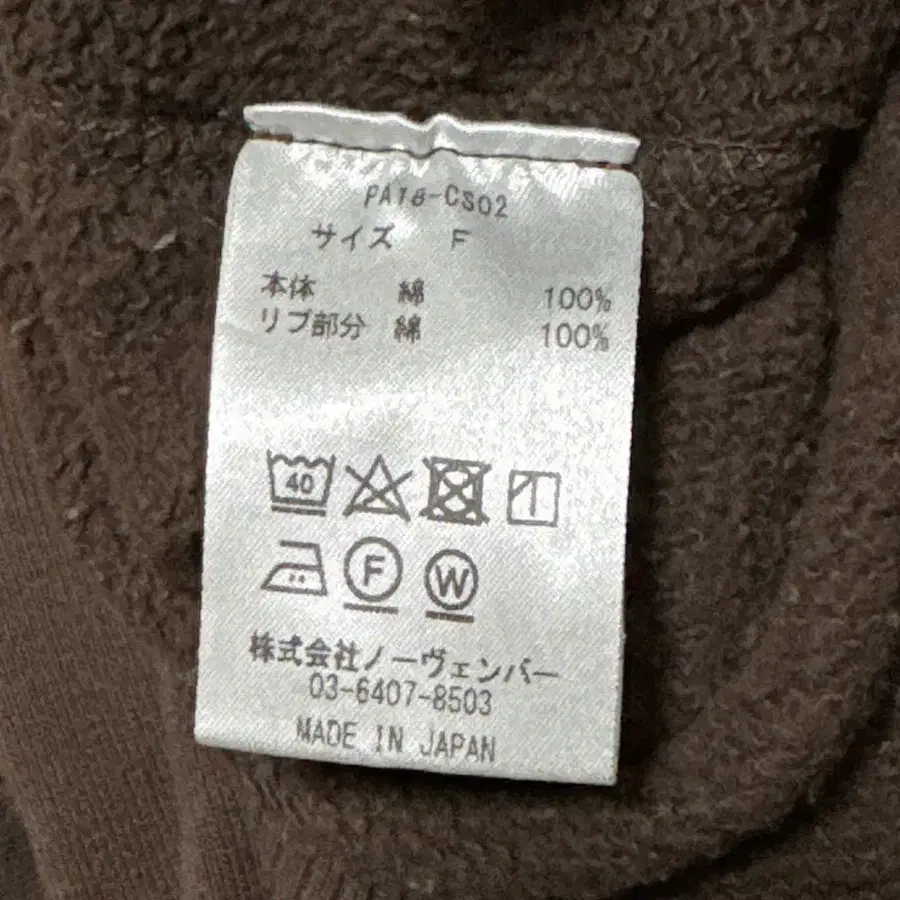 PA18-CS02
サイズ F
本体 綿 100%
リブ部分 綿 100%
40
F W
株式会社ノーヴェンバー
03-6407-8503
MADE IN JAPAN